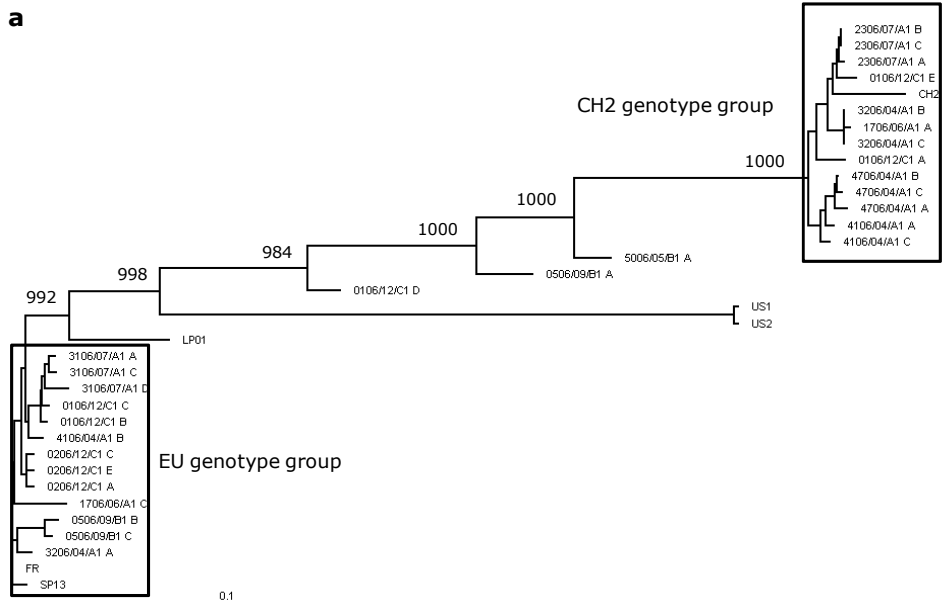 a
2306/07/A1 B
2306/07/A1 C
2306/07/A1 A
0106/12/C1 E
CH2
CH2 genotype group
3206/04/A1 B
1706/06/A1 A
3206/04/A1 C
0106/12/C1 A
1000
4706/04/A1 B
4706/04/A1 C
4706/04/A1 A
4106/04/A1 A
4106/04/A1 C
1000
1000
984
5006/05/B1 A
0506/09/B1 A
998
0106/12/C1 D
992
US1
US2
LP01
3106/07/A1 A
3106/07/A1 C
3106/07/A1 D
0106/12/C1 C
0106/12/C1 B
4106/04/A1 B
0206/12/C1 C
EU genotype group
0206/12/C1 E
0206/12/C1 A
1706/06/A1 C
0506/09/B1 B
0506/09/B1 C
3206/04/A1 A
FR
SP13
0.1